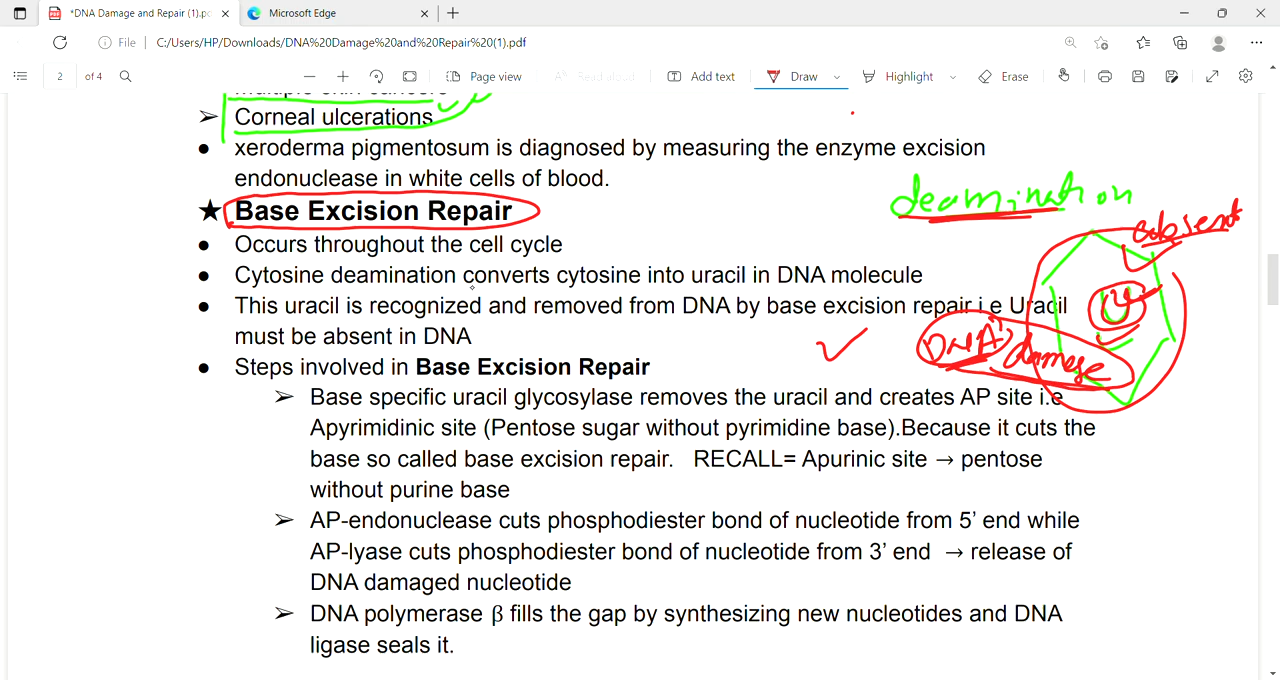 *DNA Damage and Repair (1).pd
Microsoft Edge
File C:/Users/HP/Downloads/DNA%20Damage%20and%20Repair%20(1).pdf
2 of 4 Page view Read aloud Add text Draw Highlight Erase
multiple skin cancers
➢ Corneal ulcerations
● xeroderma pigmentosum is diagnosed by measuring the enzyme excision
endonuclease in white cells of blood.
deamination
★ Base Excision Repair
absent
● Occurs throughout the cell cycle
● Cytosine deamination converts cytosine into uracil in DNA molecule
● This uracil is recognized and removed from DNA by base excision repair i.e Uracil
U
must be absent in DNA
DNA damage
● Steps involved in Base Excision Repair
➢ Base specific uracil glycosylase removes the uracil and creates AP site i.e
Apyrimidinic site (Pentose sugar without pyrimidine base).Because it cuts the
base so called base excision repair. RECALL= Apurinic site → pentose
without purine base
➢ AP-endonuclease cuts phosphodiester bond of nucleotide from 5’ end while
AP-lyase cuts phosphodiester bond of nucleotide from 3’ end → release of
DNA damaged nucleotide
➢ DNA polymerase β fills the gap by synthesizing new nucleotides and DNA
ligase seals it.